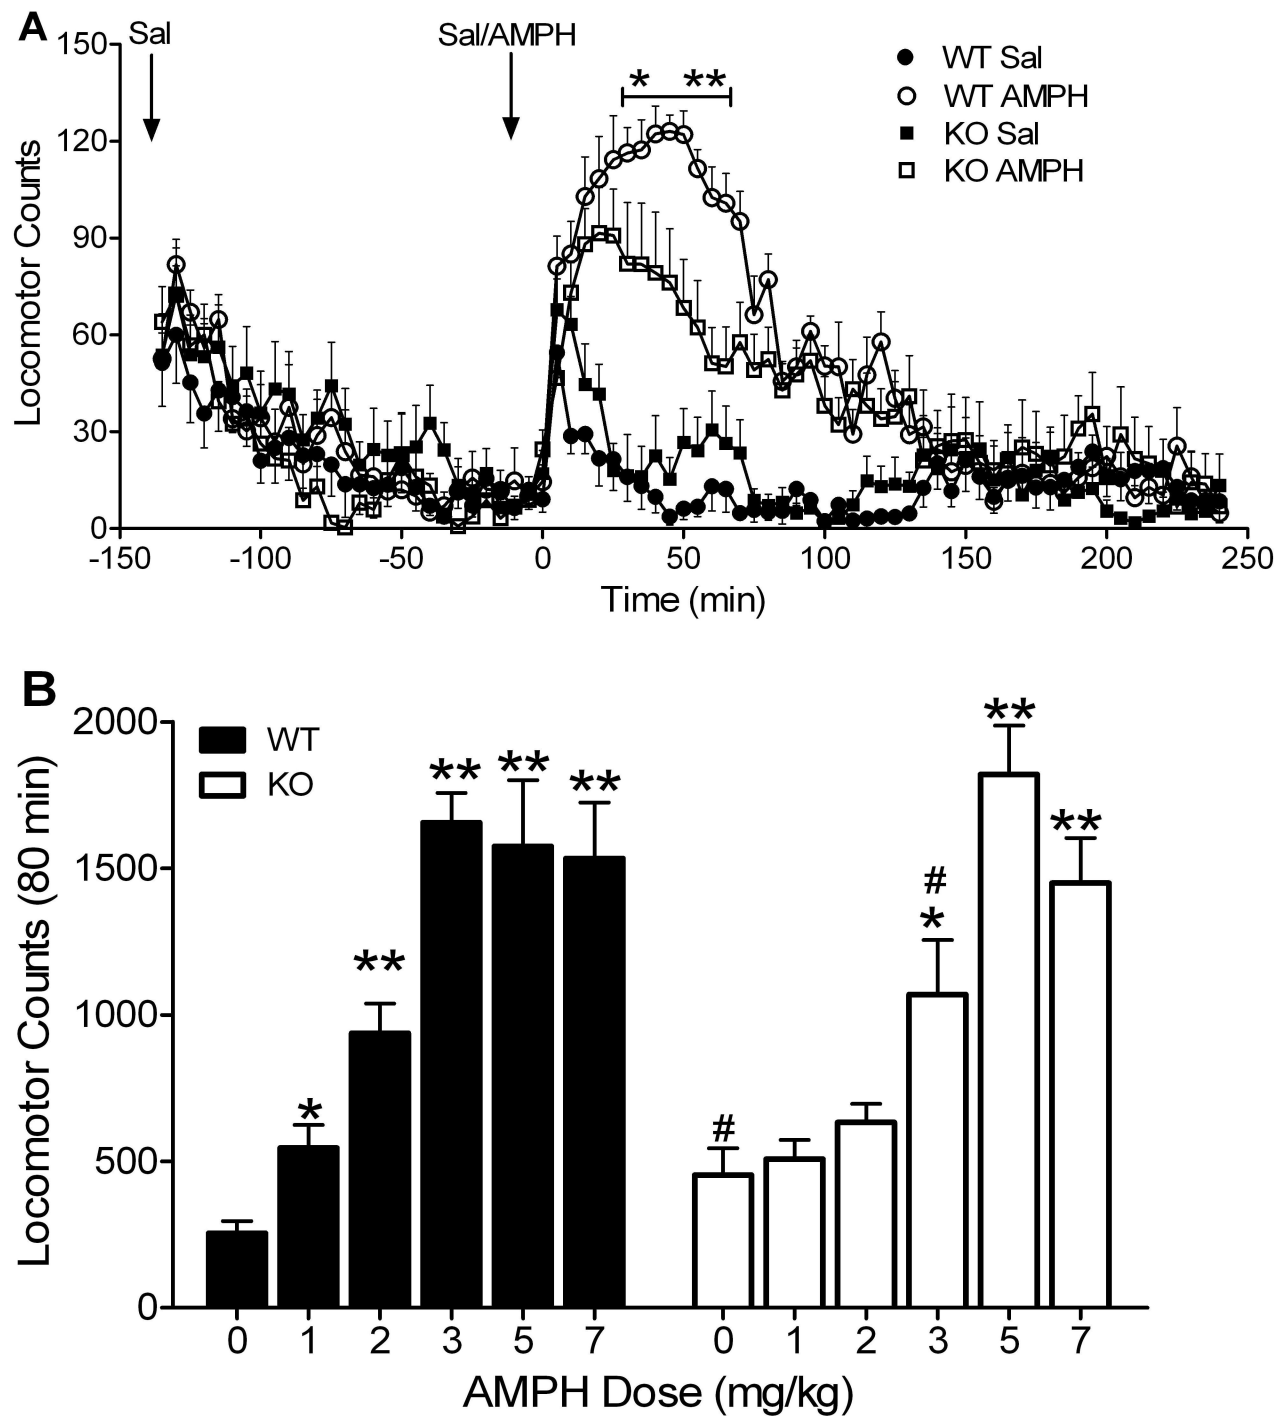 A
Sal
Sal/AMPH
* **
WT Sal
WT AMPH
KO Sal
KO AMPH
150
120
90
60
30
0
Locomotor Counts
-150 -100 -50 0 50 100 150 200 250
Time (min)
B
WT
KO
2000
1500
1000
500
0
Locomotor Counts (80 min)
* ** ** ** **
# # * ** **
0 1 2 3 5 7 0 1 2 3 5 7
AMPH Dose (mg/kg)